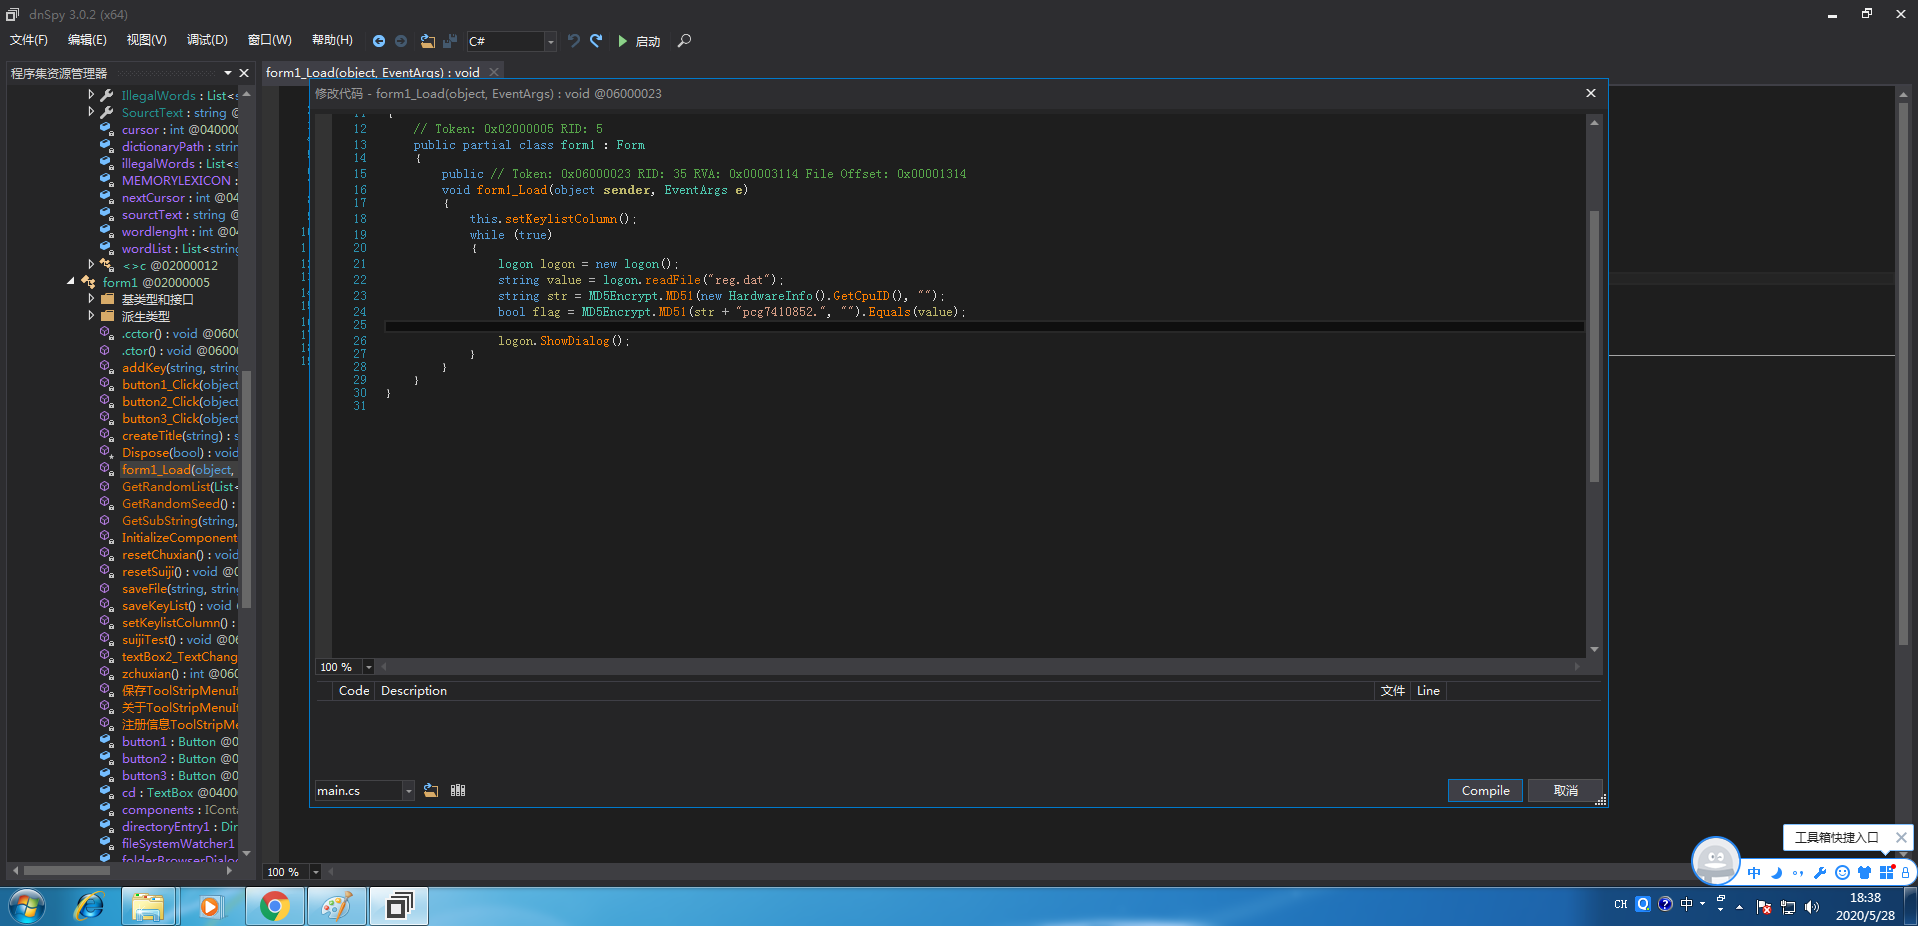 dnSpy 3.0.2 (x64)
文件(F) 编辑(E) 视图(V) 调试(D) 窗口(W) 帮助(H) C# 启动
程序集资源管理器
form1_Load(object, EventArgs) : void
修改代码 - form1_Load(object, EventArgs) : void @06000023
IllegalWords : List<s
SourctText : string @
cursor : int @040000
dictionaryPath : strin
illegalWords : List<s
MEMORYLEXICON :
nextCursor : int @04
sourctText : string @
wordlenght : int @04
wordList : List<string
<>c @02000012
form1 @02000005
基类型和接口
派生类型
.cctor() : void @0600
.ctor() : void @0600
addKey(string, string
button1_Click(object
button2_Click(object
button3_Click(object
createTitle(string) : s
Dispose(bool) : void
form1_Load(object,
GetRandomList(List<
GetRandomSeed() :
GetSubString(string,
InitializeComponent
resetChuxian() : void
resetSuiji() : void @0
saveFile(string, string
saveKeyList() : void
setKeylistColumn() :
suijiTest() : void @06
textBox2_TextChang
zchuxian() : int @060
保存ToolStripMenuIt
关于ToolStripMenuIt
注册信息ToolStripMe
button1 : Button @0
button2 : Button @0
button3 : Button @0
cd : TextBox @0400
components : IConta
directoryEntry1 : Dir
fileSystemWatcher1
folderBrowserDialo
11 {
12 // Token: 0x02000005 RID: 5
13 public partial class form1 : Form
14 {
15 public // Token: 0x06000023 RID: 35 RVA: 0x00003114 File Offset: 0x00001314
16 void form1_Load(object sender, EventArgs e)
17 {
18 this.setKeylistColumn();
19 while (true)
20 {
21 logon logon = new logon();
22 string value = logon.readFile("reg.dat");
23 string str = MD5Encrypt.MD51(new HardwareInfo().GetCpuID(), "");
24 bool flag = MD5Encrypt.MD51(str + "pcg7410852.", "").Equals(value);
25
26 logon.ShowDialog();
27 }
28 }
29 }
30 }
31
100 %
Code Description 文件 Line
main.cs
Compile 取消
100 %
工具箱快捷入口
中
CH 中
18:38
2020/5/28